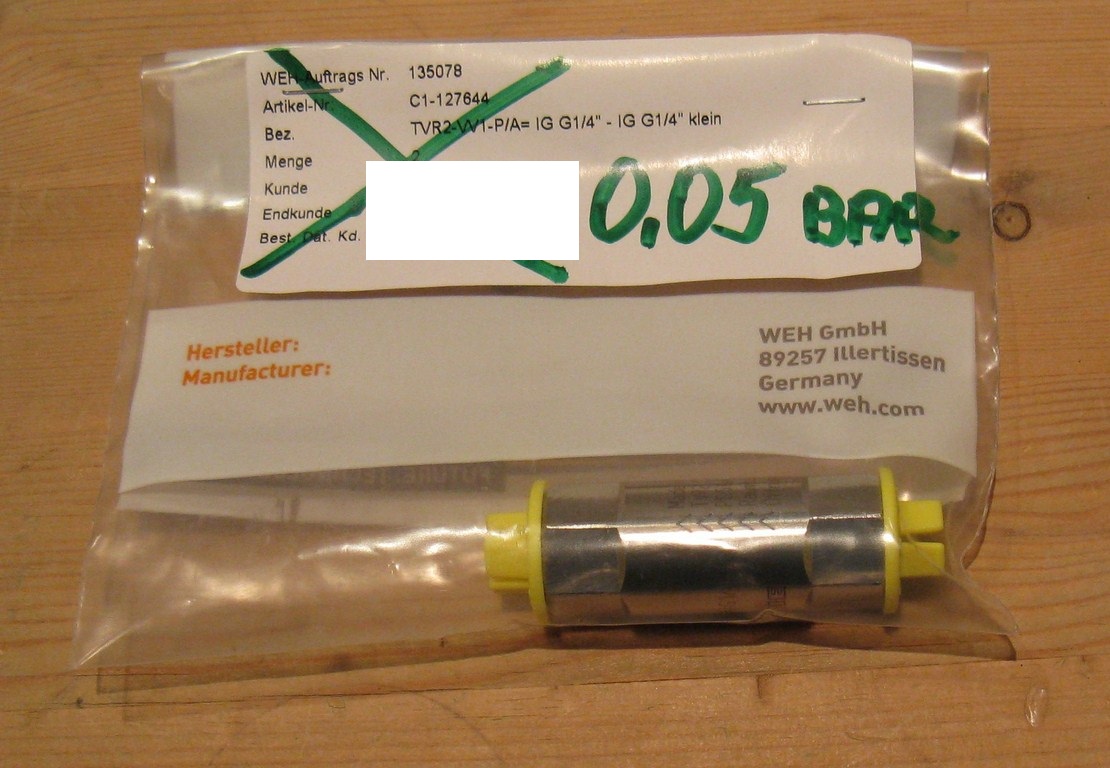 WEH-Auftrags Nr. 135078
Artikel-Nr. C1-127644
Bez. TVR2-VV1-P/A= IG G1/4" - IG G1/4" klein
Menge 2
Kunde
Endkunde
Best. Dat. Kd.
0,05 BAR
Hersteller:
Manufacturer:
WEH GmbH
89257 Illertissen
Germany
www.weh.com